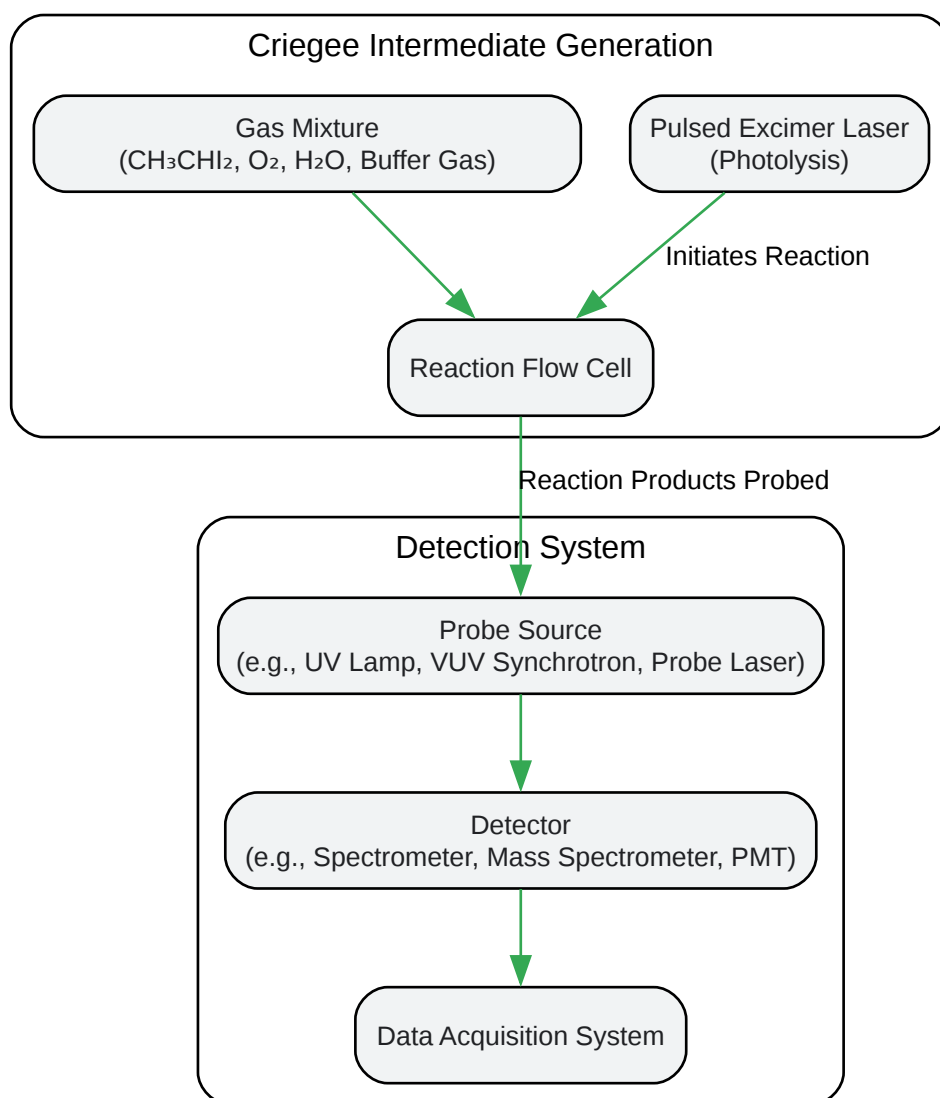 Criegee Intermediate Generation
Gas Mixture
(CH₃CHI₂, O₂, H₂O, Buffer Gas)
Pulsed Excimer Laser
(Photolysis)
Initiates Reaction
Reaction Flow Cell
Reaction Products Probed
Detection System
Probe Source
(e.g., UV Lamp, VUV Synchrotron, Probe Laser)
Detector
(e.g., Spectrometer, Mass Spectrometer, PMT)
Data Acquisition System